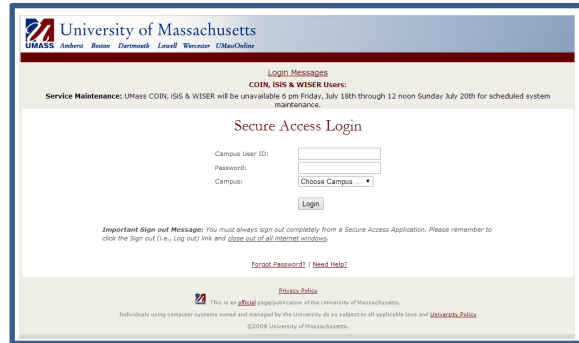 University of Massachusetts
UMASS Amherst Boston Dartmouth Lowell Worcester UMassOnline
Login Messages
COIN, iSiS & WISER Users:
Service Maintenance: UMass COIN, iSiS & WISER will be unavailable 6 pm Friday, July 18th through 12 noon Sunday July 20th for scheduled system
maintenance.
Secure Access Login
Campus User ID:
Password:
Campus: Choose Campus ...
Login
Important Sign out Message: You must always sign out completely from a Secure Access Application. Please remember to
click the Sign out (i.e., Log out) link and close out of all internet windows.
Forgot Password? | Need Help?
Privacy Policy
This is an official page/publication of the University of Massachusetts.
Individuals using computer systems owned and managed by the University do so subject to all applicable laws and University Policy
©2009 University of Massachusetts.